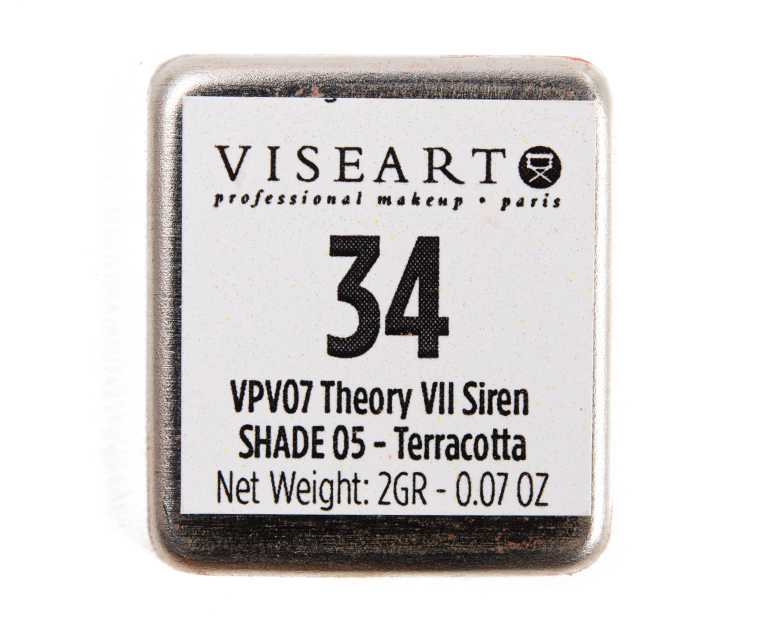 VISEART
professional makeup • paris
34
VPV07 Theory VII Siren
SHADE 05 - Terracotta
Net Weight: 2GR - 0.07 OZ